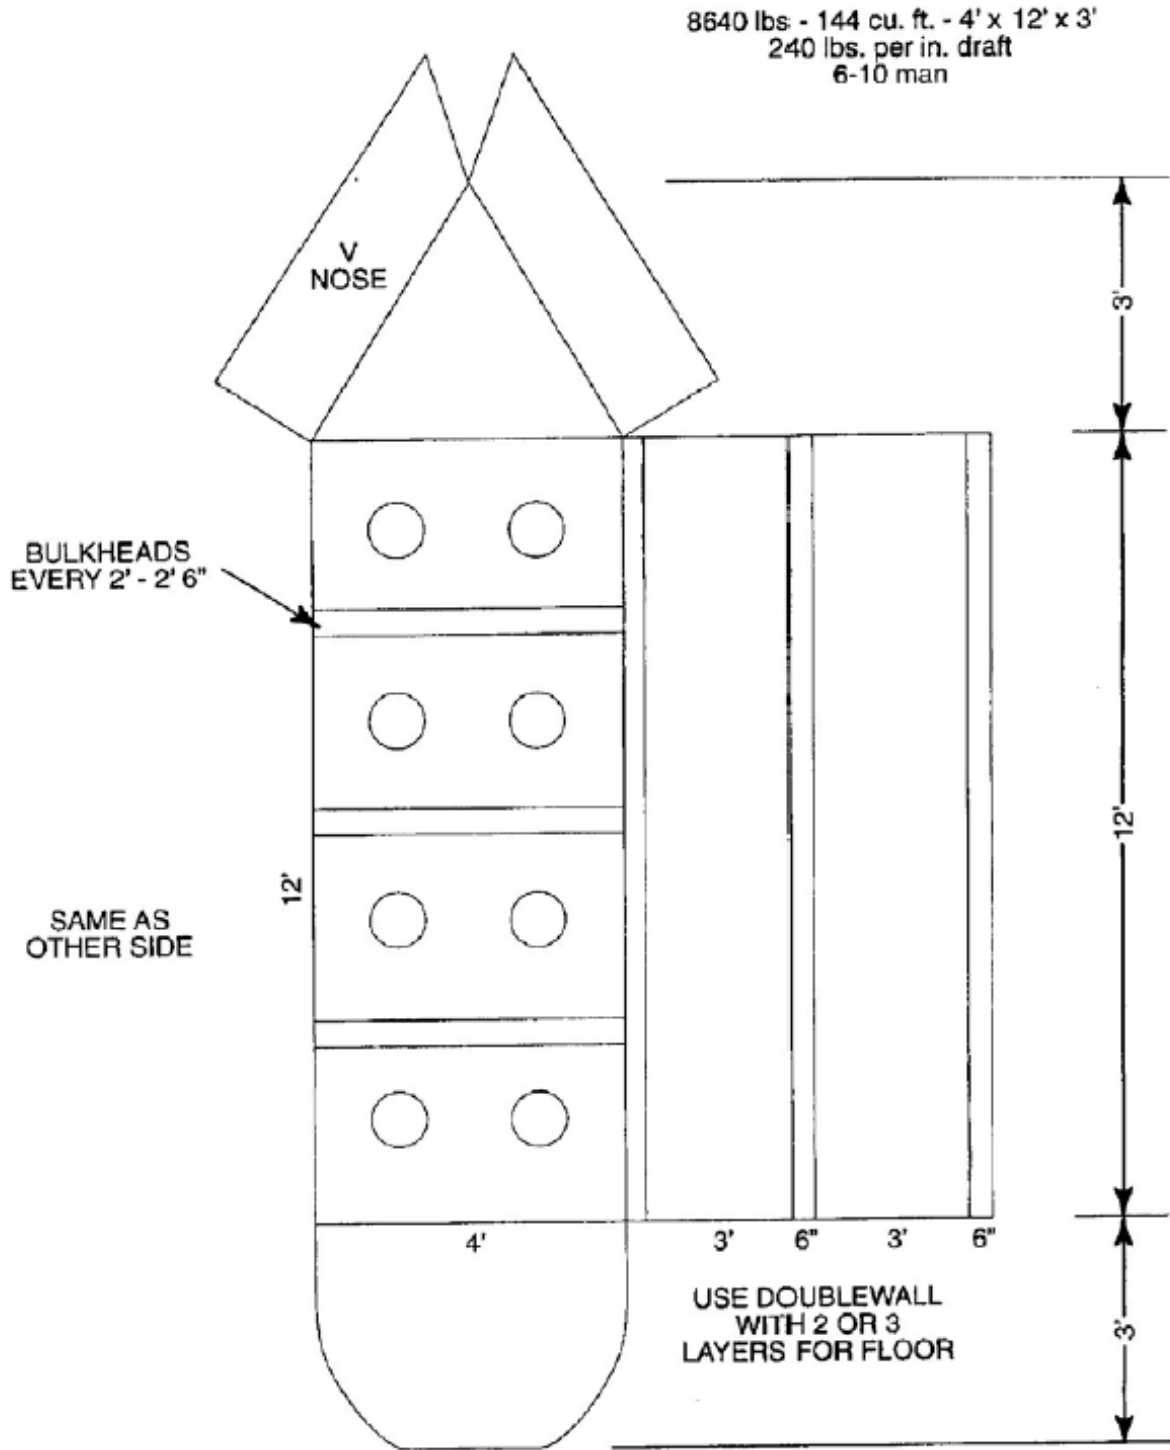 8640 lbs - 144 cu. ft. - 4' x 12' x 3'
240 lbs. per in. draft
6-10 man
V
NOSE
3'
BULKHEADS
EVERY 2' - 2' 6"
12'
12'
SAME AS
OTHER SIDE
4'
3'
6"
3'
6"
USE DOUBLEWALL
WITH 2 OR 3
LAYERS FOR FLOOR
3'